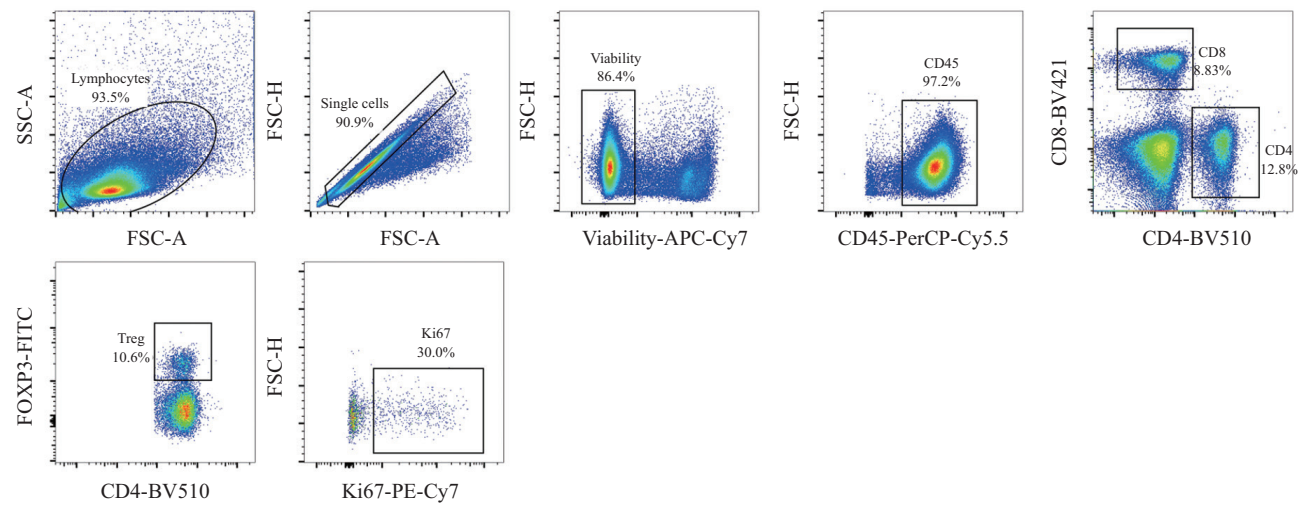 SSC-A
Lymphocytes
93.5%
FSC-A
FSC-H
Single cells
90.9%
FSC-A
FSC-H
Viability
86.4%
Viability-APC-Cy7
FSC-H
CD45
97.2%
CD45-PerCP-Cy5.5
CD8-BV421
CD8
8.83%
CD4
12.8%
CD4-BV510
FOXP3-FITC
Treg
10.6%
CD4-BV510
FSC-H
Ki67
30.0%
Ki67-PE-Cy7